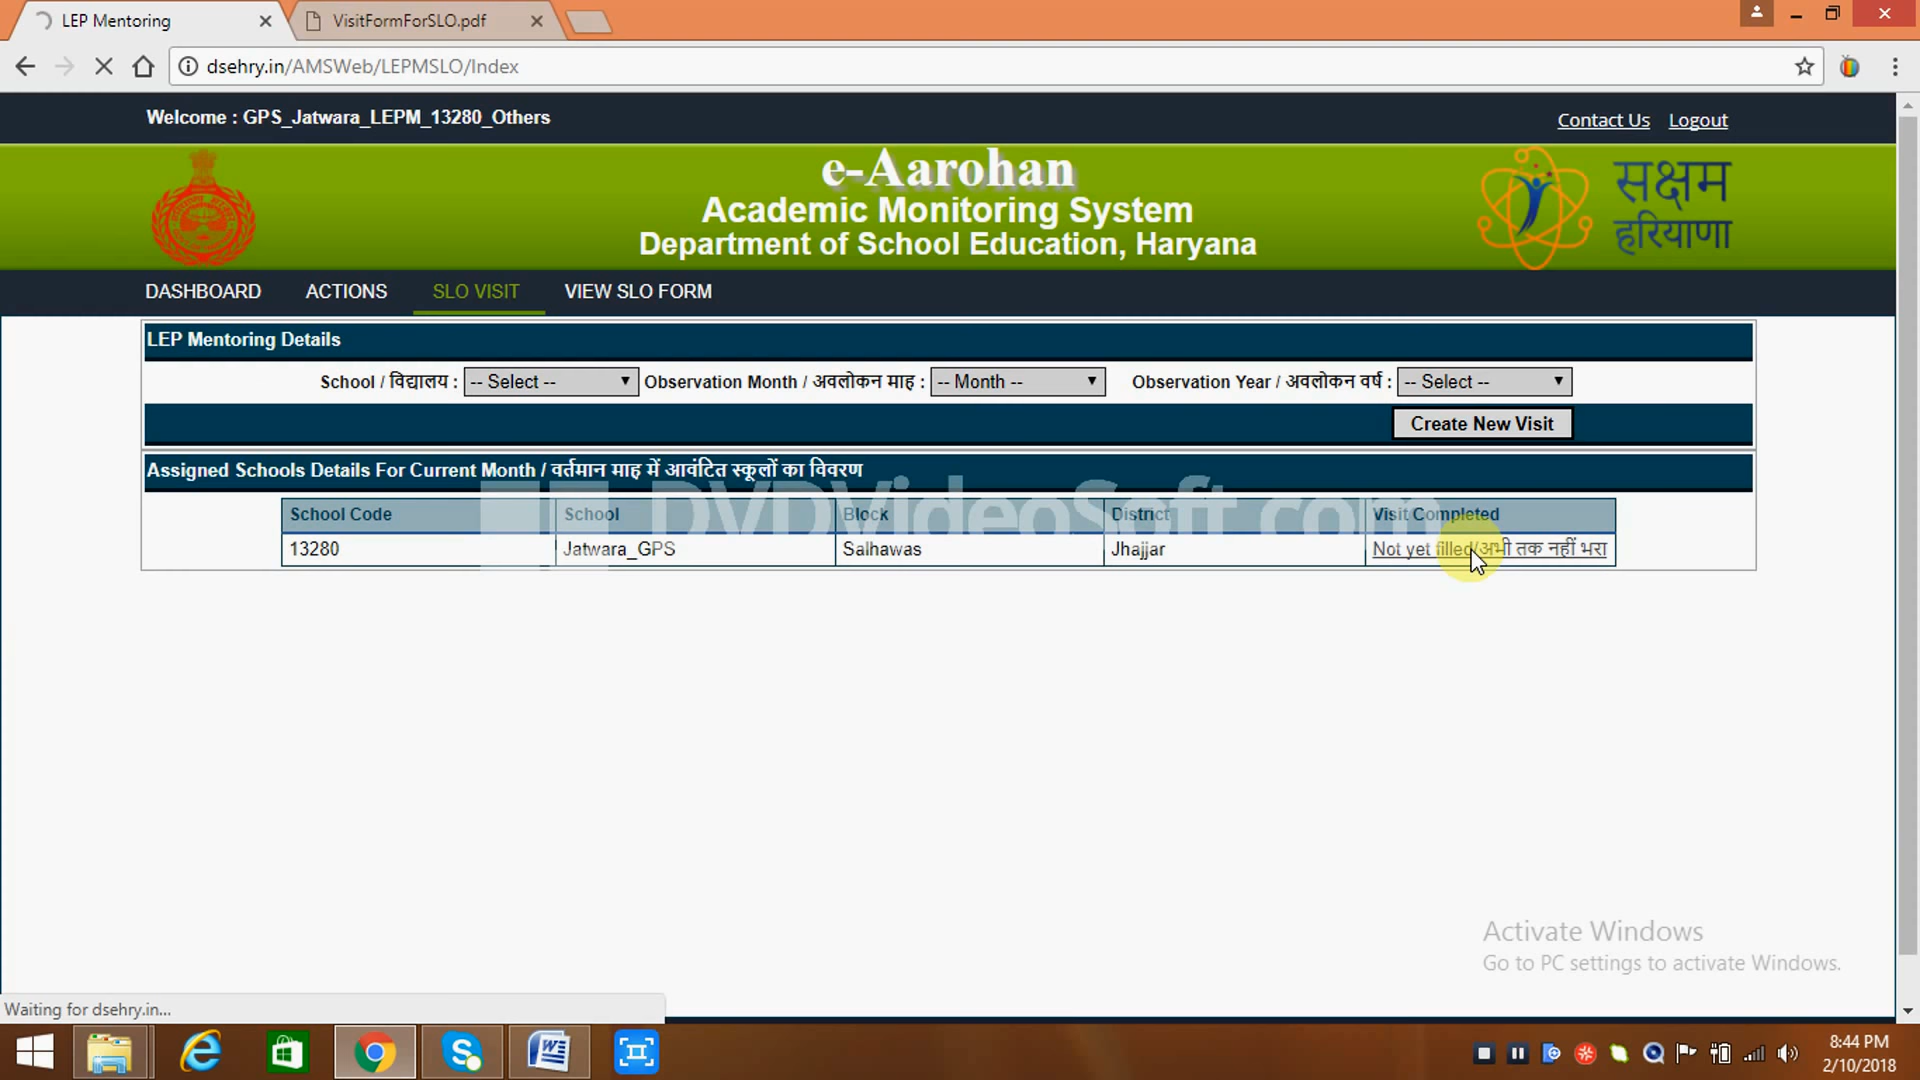 LEP Mentoring
VisitFormForSLO.pdf
dsehry.in/AMSWeb/LEPMSLO/Index
Welcome : GPS_Jatwara_LEPM_13280_Others
Contact Us Logout
e-Aarohan
Academic Monitoring System
Department of School Education, Haryana
सक्षम
हरियाणा
DASHBOARD ACTIONS SLO VISIT VIEW SLO FORM
LEP Mentoring Details
School / विद्यालय : -- Select -- Observation Month / अवलोकन माह : -- Month -- Observation Year / अवलोकन वर्ष : -- Select --
Create New Visit
Assigned Schools Details For Current Month / वर्तमान माह में आवंटित स्कूलों का विवरण
DVDVideoSoft.com
School Code School Block District Visit Completed
13280 Jatwara_GPS Salhawas Jhajjar Not yet filled/अभी तक नहीं भरा
Activate Windows
Go to PC settings to activate Windows.
Waiting for dsehry.in...
8:44 PM
2/10/2018